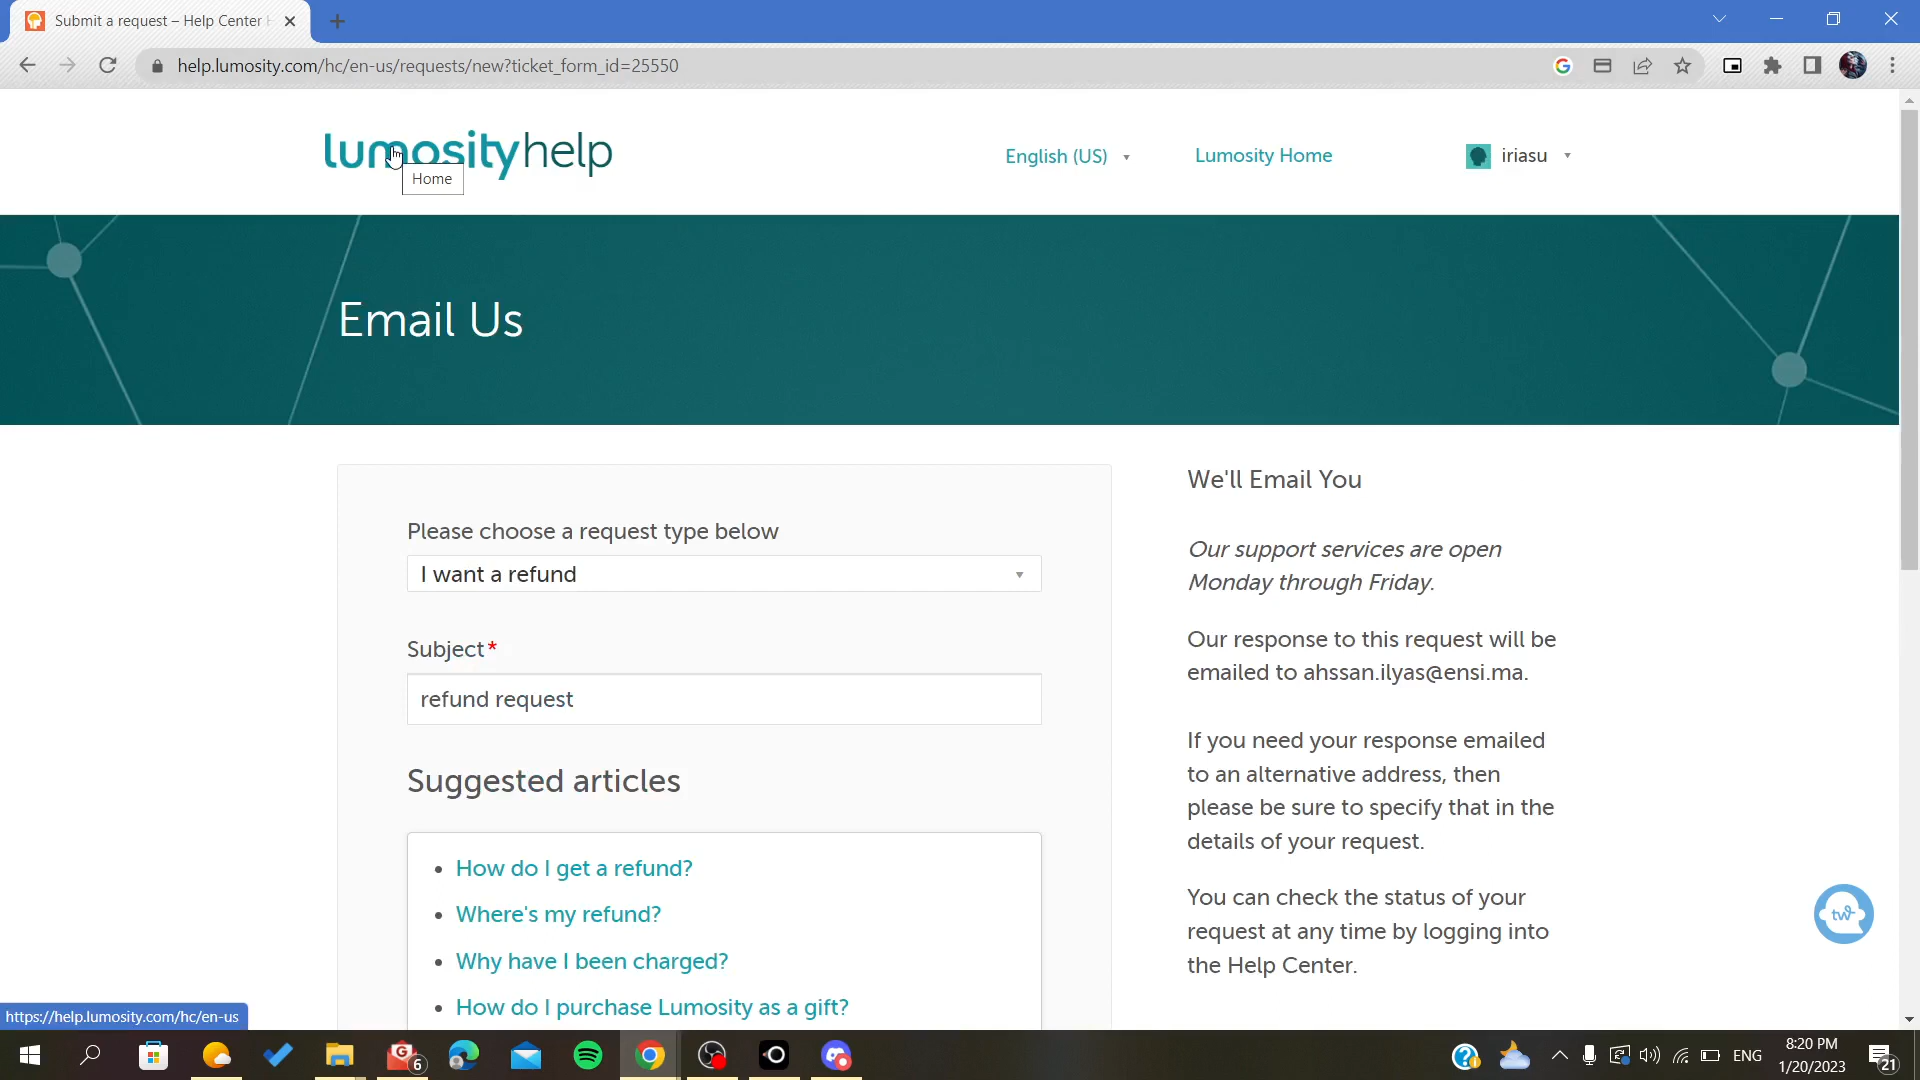 Submit a request – Help Center
help.lumosity.com/hc/en-us/requests/new?ticket_form_id=25550
lumosityhelp
Home
English (US)
Lumosity Home
iriasu
Email Us
Please choose a request type below
I want a refund
Subject*
refund request
Suggested articles
How do I get a refund?
Where's my refund?
Why have I been charged?
How do I purchase Lumosity as a gift?
We'll Email You
Our support services are open
Monday through Friday.
Our response to this request will be
emailed to ahssan.ilyas@ensi.ma.
If you need your response emailed
to an alternative address, then
please be sure to specify that in the
details of your request.
You can check the status of your
request at any time by logging into
the Help Center.
https://help.lumosity.com/hc/en-us
6
ENG
8:20 PM
1/20/2023
21